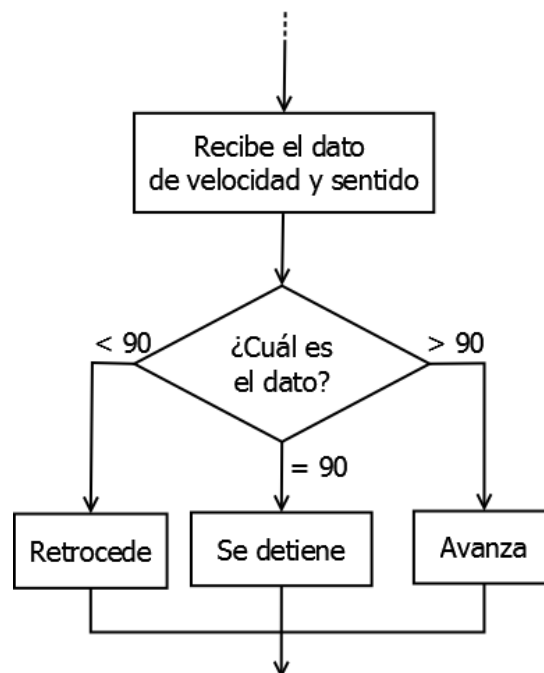 Recibe el dato
de velocidad y sentido
< 90
¿Cuál es
el dato?
> 90
= 90
Retrocede
Se detiene
Avanza